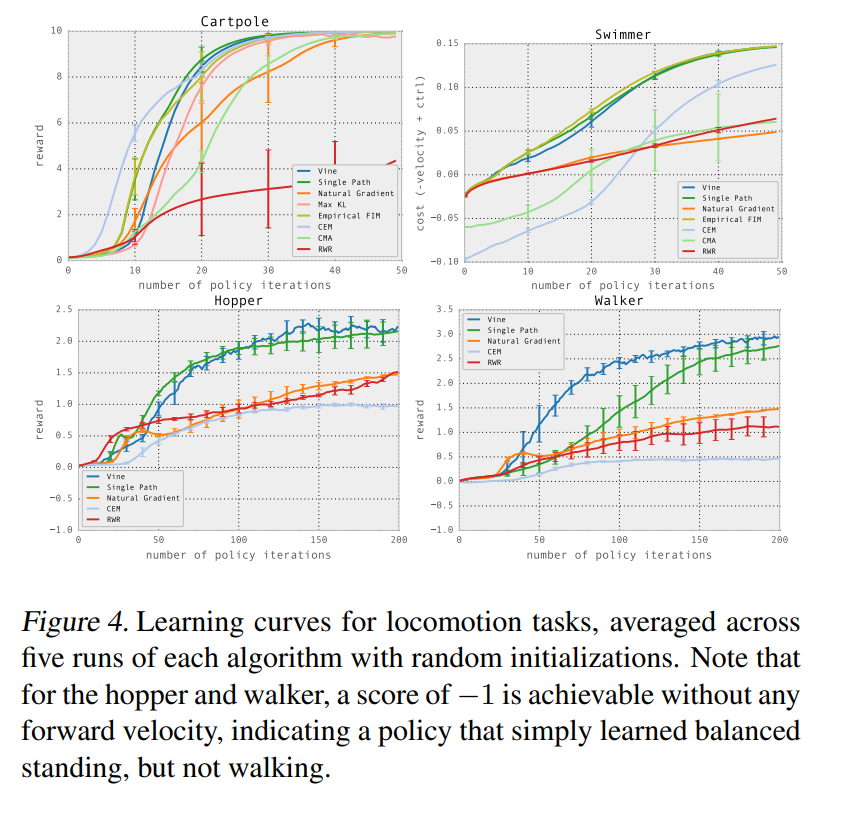 Cartpole
10
8
6
4
2
0
reward
Vine
Single Path
Natural Gradient
Max KL
Empirical FIM
CEM
CMA
RWR
0 10 20 30 40 50
number of policy iterations
Swimmer
0.15
0.10
0.05
0.00
−0.05
−0.10
cost (-velocity + ctrl)
Vine
Single Path
Natural Gradient
Empirical FIM
CEM
CMA
RWR
0 10 20 30 40 50
number of policy iterations
Hopper
2.5
2.0
1.5
1.0
0.5
0.0
−0.5
−1.0
reward
Vine
Single Path
Natural Gradient
CEM
RWR
0 50 100 150 200
number of policy iterations
Walker
3.5
3.0
2.5
2.0
1.5
1.0
0.5
0.0
−0.5
−1.0
reward
Vine
Single Path
Natural Gradient
CEM
RWR
0 50 100 150 200
number of policy iterations
Figure 4. Learning curves for locomotion tasks, averaged across
five runs of each algorithm with random initializations. Note that
for the hopper and walker, a score of −1 is achievable without any
forward velocity, indicating a policy that simply learned balanced
standing, but not walking.